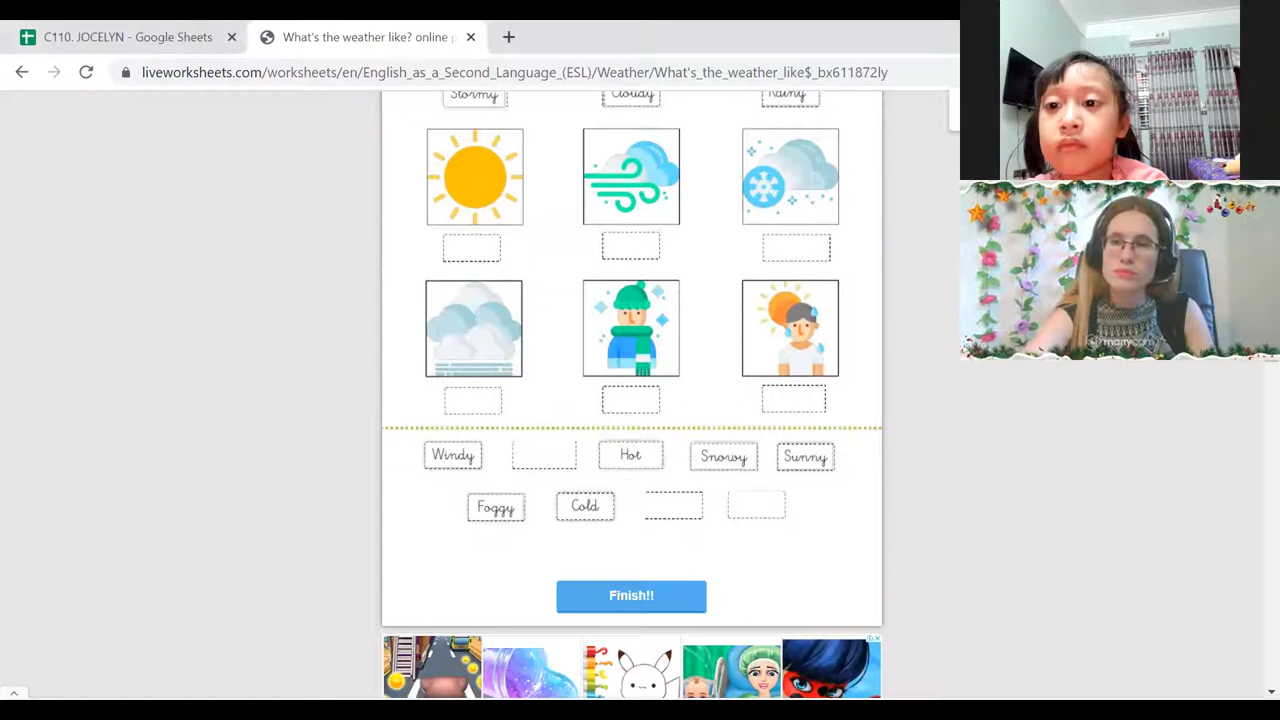 C110. JOCELYN - Google Sheets
What's the weather like? online p
liveworksheets.com/worksheets/en/English_as_a_Second_Language_(ESL)/Weather/What's_the_weather_like$_bx611872ly
Stormy Cloudy Rainy
Windy Hot Snowy Sunny
Foggy Cold
Finish!!